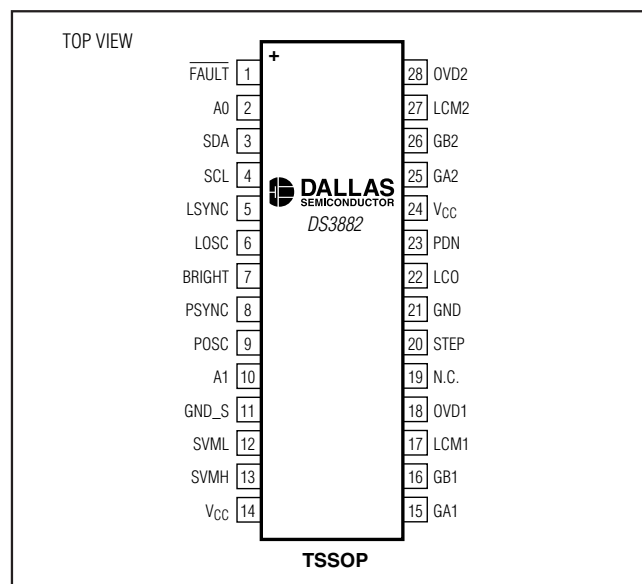 TOP VIEW
+
FAULT 1
A0 2
SDA 3
SCL 4
LSYNC 5
LOSC 6
BRIGHT 7
PSYNC 8
POSC 9
A1 10
GND_S 11
SVML 12
SVMH 13
VCC 14
DALLAS
SEMICONDUCTOR
DS3882
28 OVD2
27 LCM2
26 GB2
25 GA2
24 VCC
23 PDN
22 LCO
21 GND
20 STEP
19 N.C.
18 OVD1
17 LCM1
16 GB1
15 GA1
TSSOP